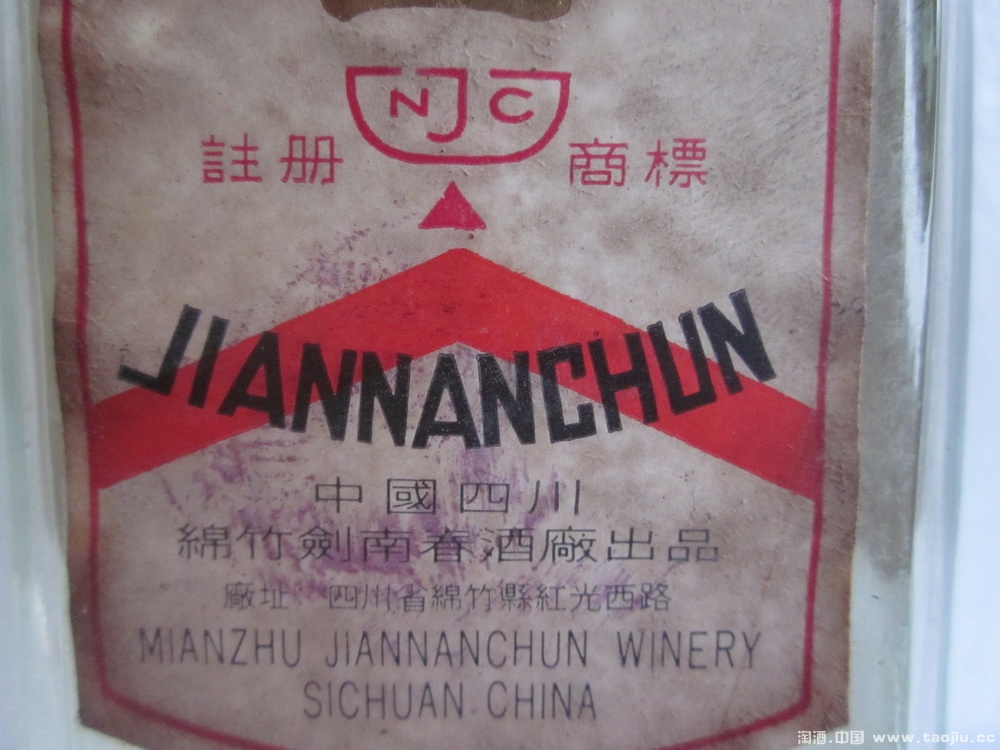 NJC
註册 商標
JIANNANCHUN
中國四川
綿竹劍南春酒廠出品
廠址 四川省綿竹縣紅光西路
MIANZHU JIANNANCHUN WINERY
SICHUAN CHINA
淘酒.中国 www.taojiu.cc